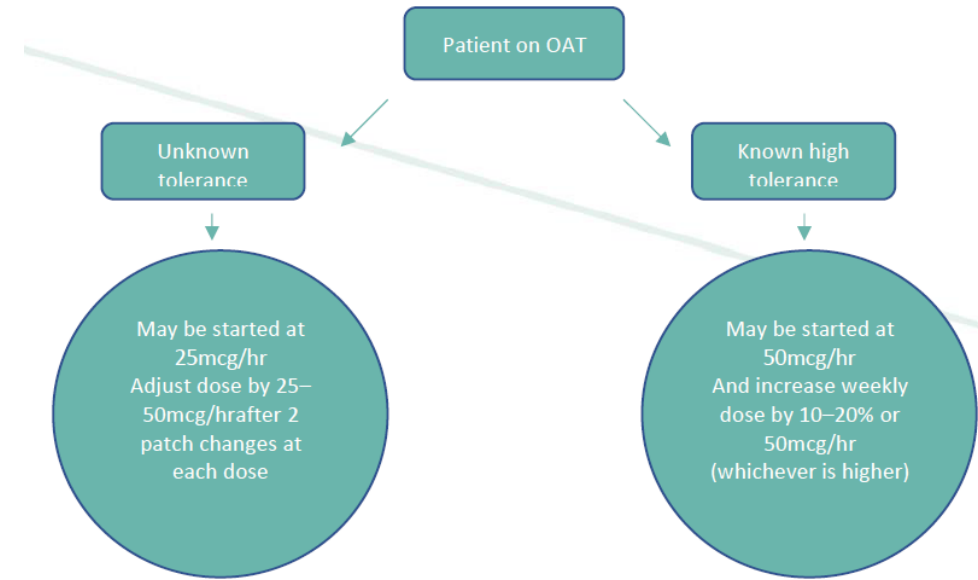 Patient on OAT
Unknown
tolerance
Known high
tolerance
May be started at
25mcg/hr
Adjust dose by 25–
50mcg/hrafter 2
patch changes at
each dose
May be started at
50mcg/hr
And increase weekly
dose by 10–20% or
50mcg/hr
(whichever is higher)